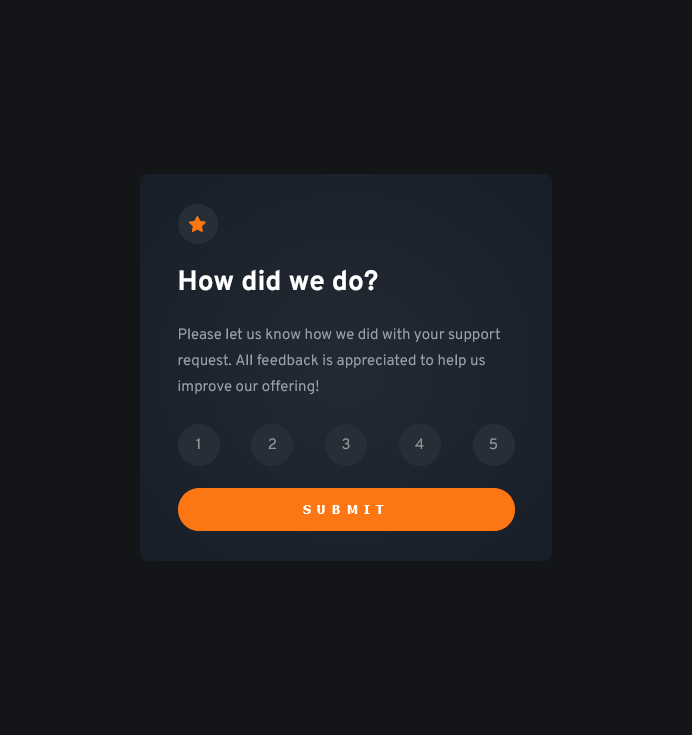 How did we do?
Please let us know how we did with your support
request. All feedback is appreciated to help us
improve our offering!
1 2 3 4 5
SUBMIT